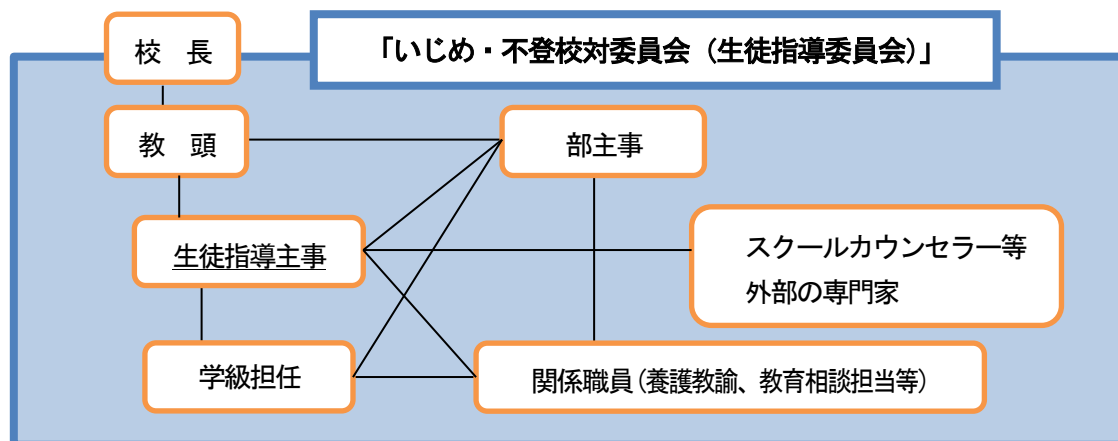 校　長
「いじめ・不登校対委員会（生徒指導委員会）」
教　頭
部主事
生徒指導主事
スクールカウンセラー等
外部の専門家
学級担任
関係職員（養護教諭、教育相談担当等）